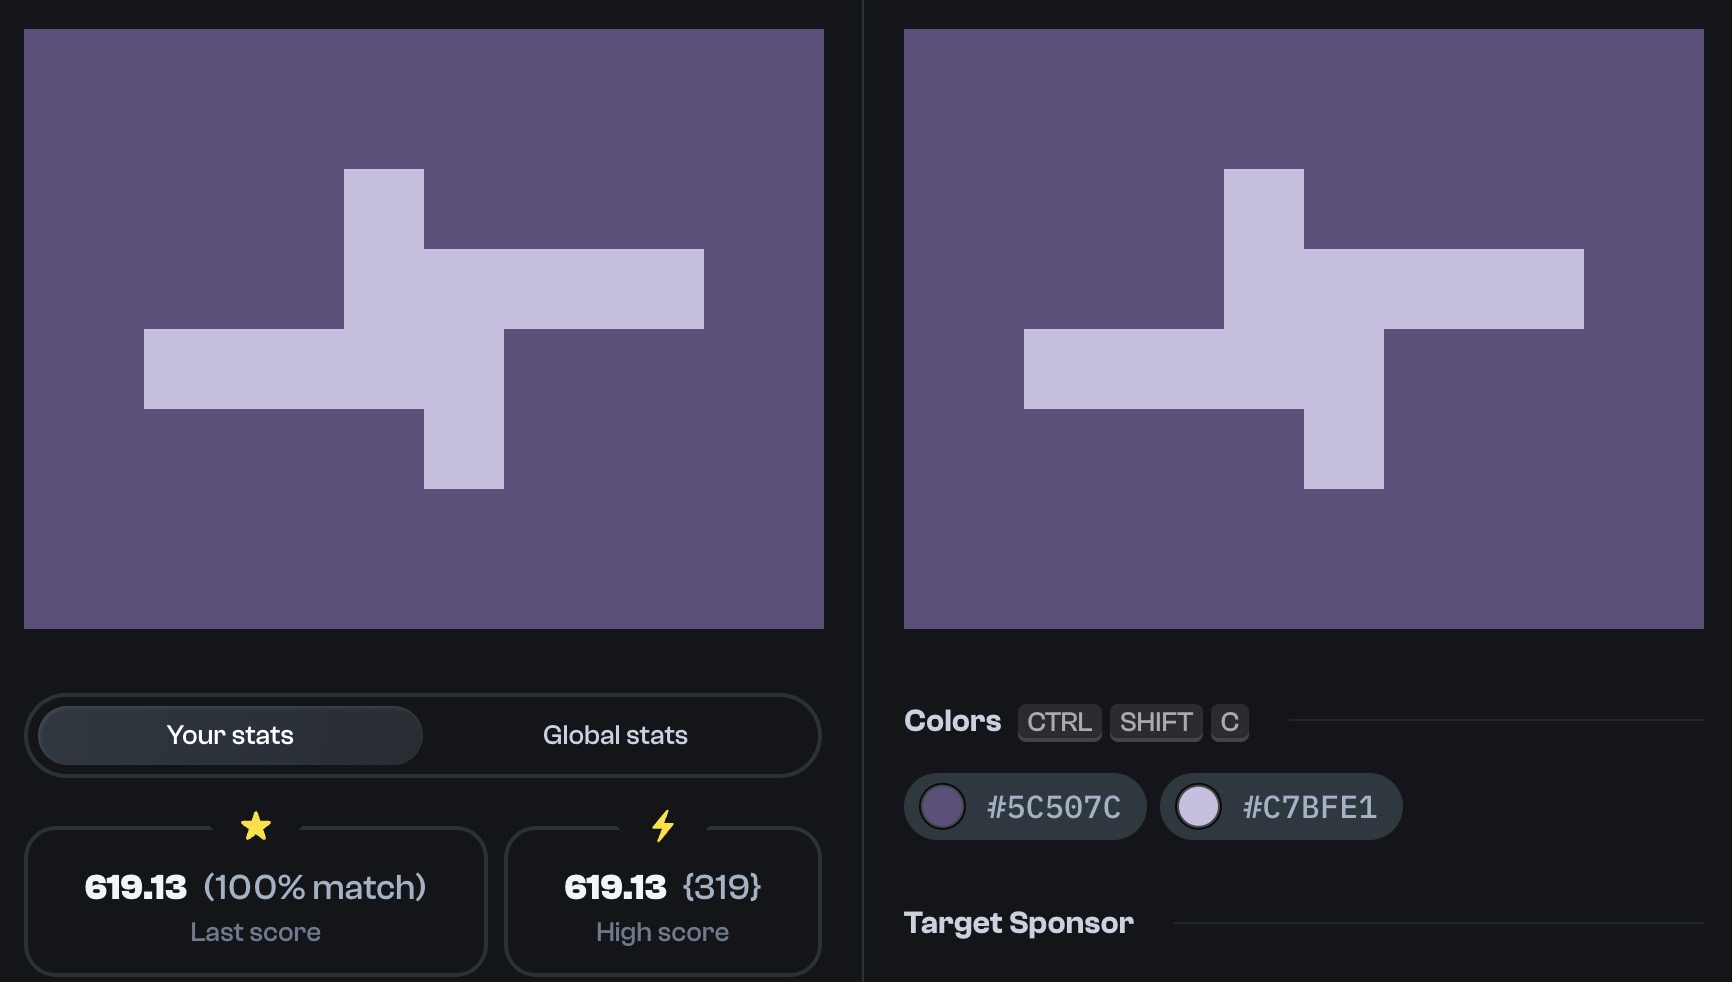 Your stats
Global stats
619.13 (100% match)
Last score
619.13 {319}
High score
Colors CTRL SHIFT C
#5C507C
#C7BFE1
Target Sponsor